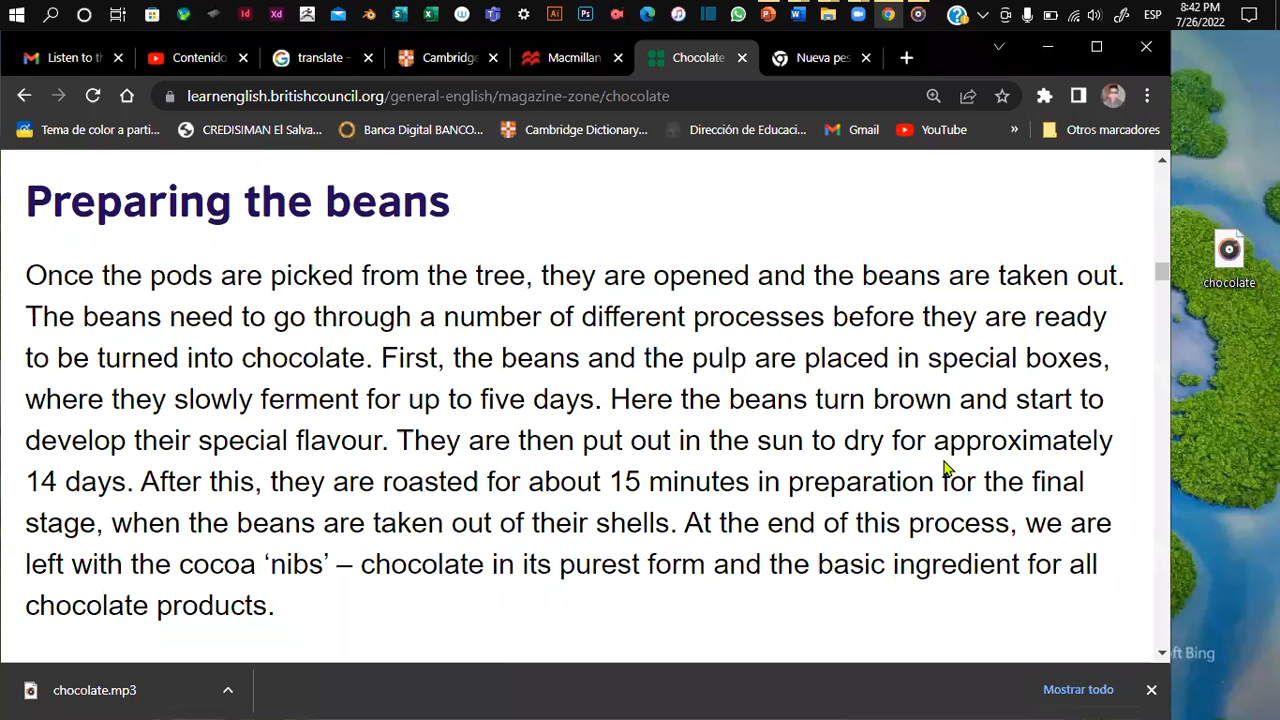 8:42 PM
ESP
7/26/2022
Listen to th
Contenido
translate -
Cambridge
Macmillan
Chocolate
Nueva pes
learnenglish.britishcouncil.org/general-english/magazine-zone/chocolate
Tema de color a parti...
CREDISIMAN El Salva...
Banca Digital BANCO...
Cambridge Dictionary...
Dirección de Educaci...
Gmail
YouTube
»
Otros marcadores
Preparing the beans
Once the pods are picked from the tree, they are opened and the beans are taken out.
The beans need to go through a number of different processes before they are ready
to be turned into chocolate. First, the beans and the pulp are placed in special boxes,
where they slowly ferment for up to five days. Here the beans turn brown and start to
develop their special flavour. They are then put out in the sun to dry for approximately
14 days. After this, they are roasted for about 15 minutes in preparation for the final
stage, when the beans are taken out of their shells. At the end of this process, we are
left with the cocoa ‘nibs’ – chocolate in its purest form and the basic ingredient for all
chocolate products.
chocolate
ft Bing
chocolate.mp3
Mostrar todo